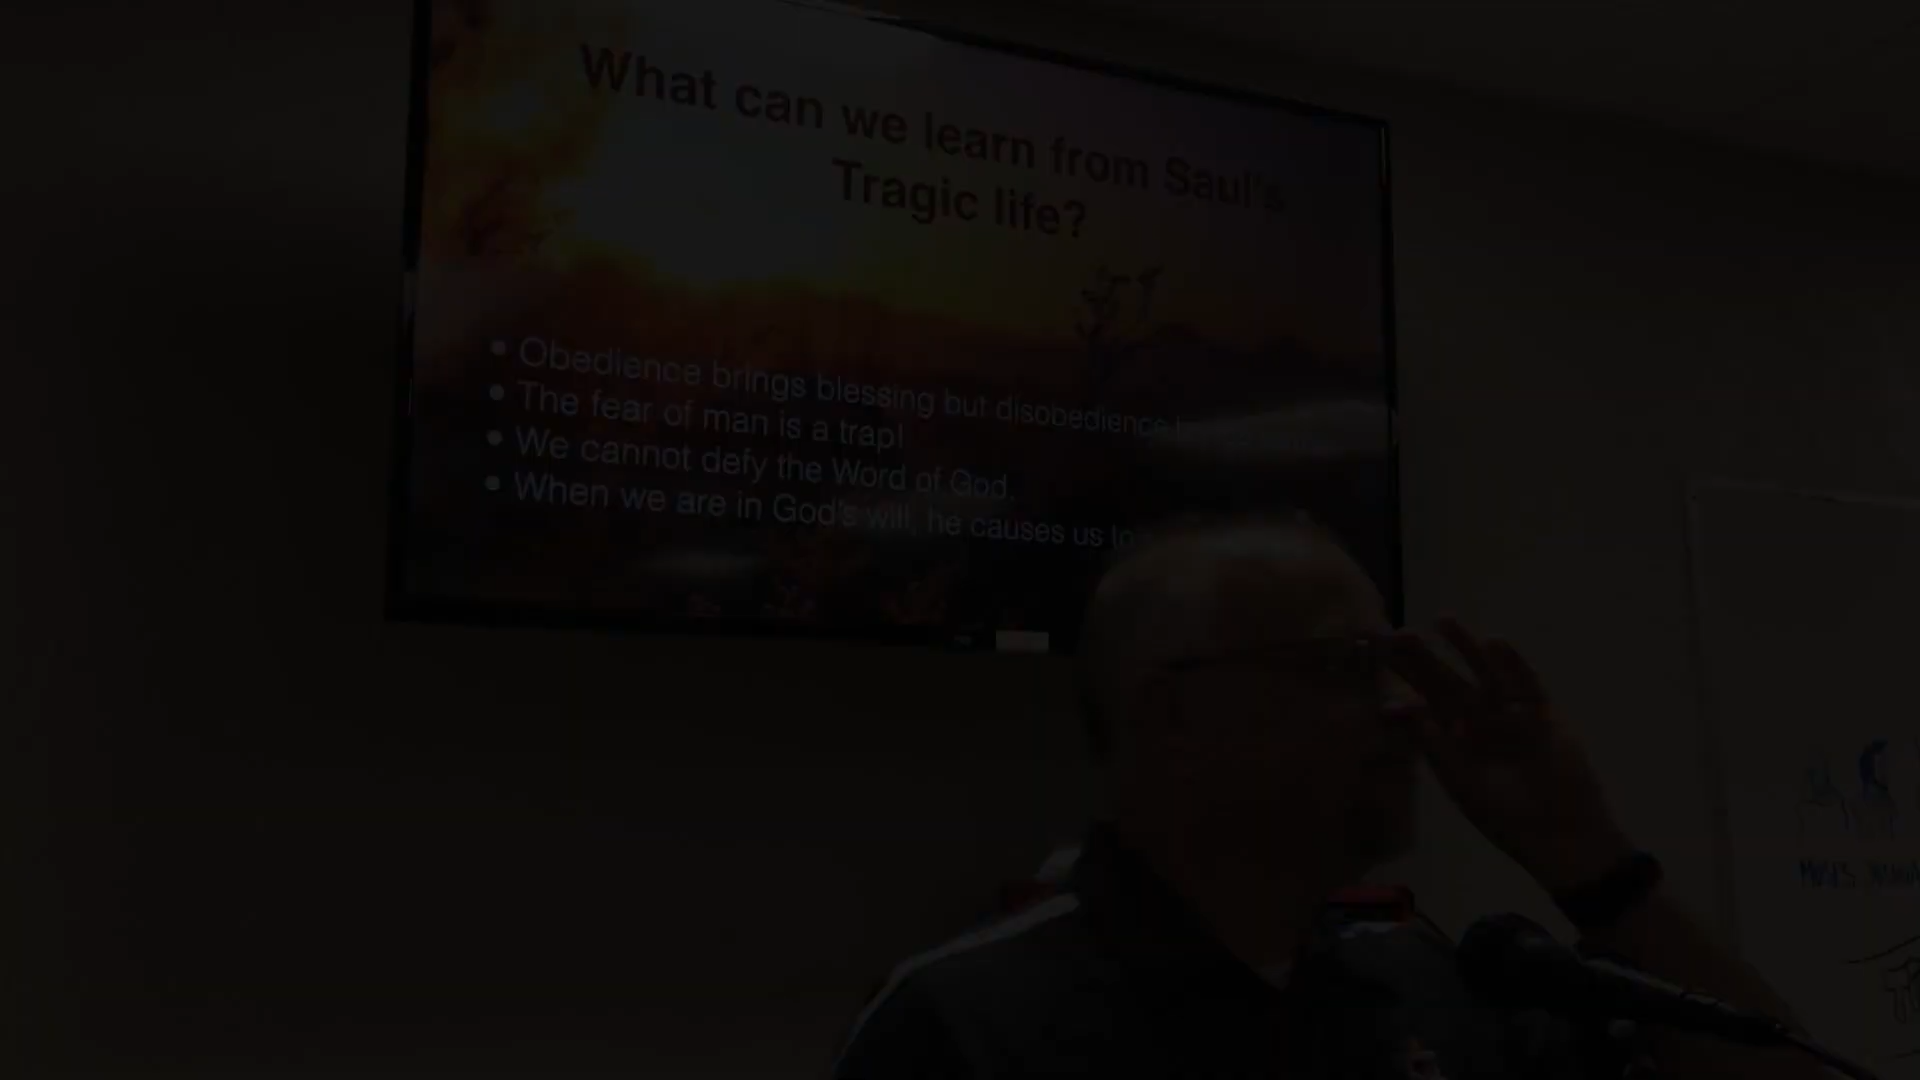 What can we learn from Saul's
Tragic life?
• Obedience brings blessing but disobedience
• The fear of man is a trap!
• We cannot defy the Word of God.
• When we are in God's will, he causes us to